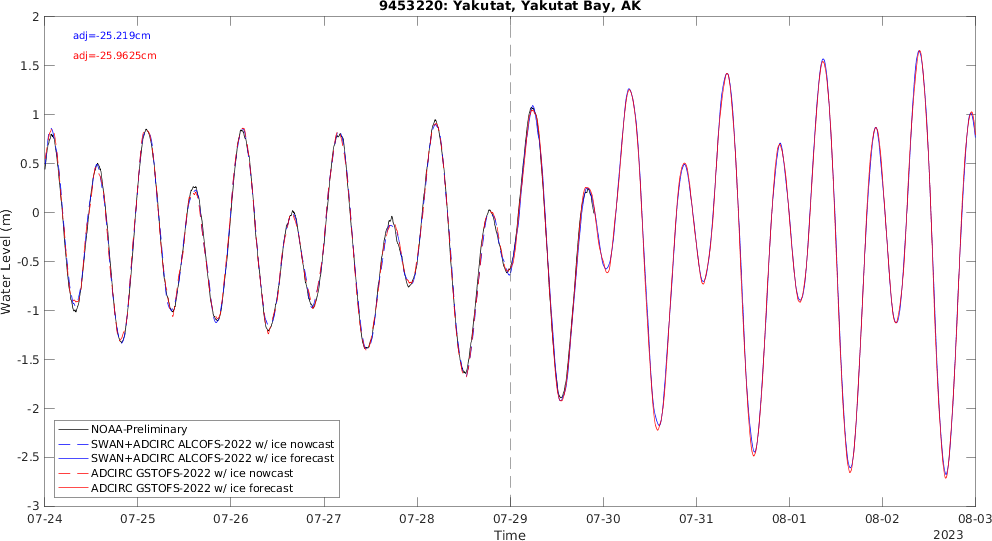 9453220: Yakutat, Yakutat Bay, AK
adj=-25.219cm
adj=-25.9625cm
2
1.5
1
0.5
0
-0.5
-1
-1.5
-2
-2.5
-3
Water Level (m)
NOAA-Preliminary
SWAN+ADCIRC ALCOFS-2022 w/ ice nowcast
SWAN+ADCIRC ALCOFS-2022 w/ ice forecast
ADCIRC GSTOFS-2022 w/ ice nowcast
ADCIRC GSTOFS-2022 w/ ice forecast
07-24 07-25 07-26 07-27 07-28 07-29 07-30 07-31 08-01 08-02 08-03
Time
2023